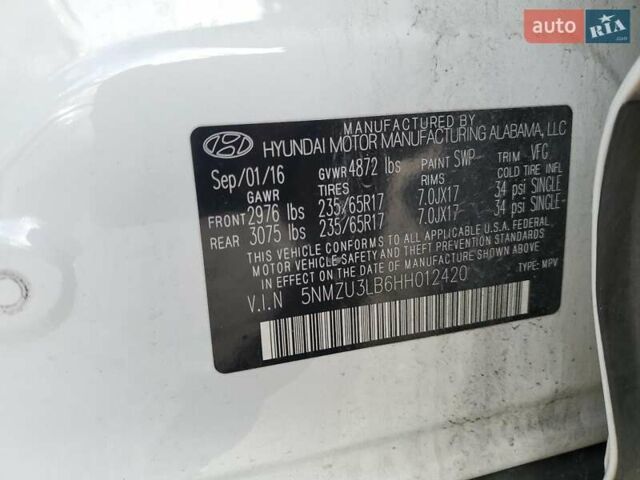 auto RIA .com
MANUFACTURED BY
HYUNDAI MOTOR MANUFACTURING ALABAMA, LLC
Sep/01/16 GVWR 4872 lbs PAINT SWP TRIM VFC
GAWR TIRES RIMS COLD TIRE INFL
FRONT 2976 lbs 235/65R17 7.0JX17 34 psi SINGLE
REAR 3075 lbs 235/65R17 7.0JX17 34 psi SINGLE
THIS VEHICLE CONFORMS TO ALL APPLICABLE U.S.A. FEDERAL
MOTOR VEHICLE SAFETY, BUMPER, AND THEFT PREVENTION
STANDARDS IN EFFECT ON THE DATE OF MANUFACTURE SHOWN ABOVE.
V.I.N 5NMZU3LB6HH012420 TYPE: MPV